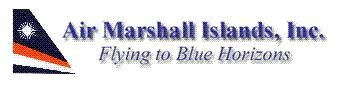 Air Marshall Islands, Inc.
Flying to Blue Horizons